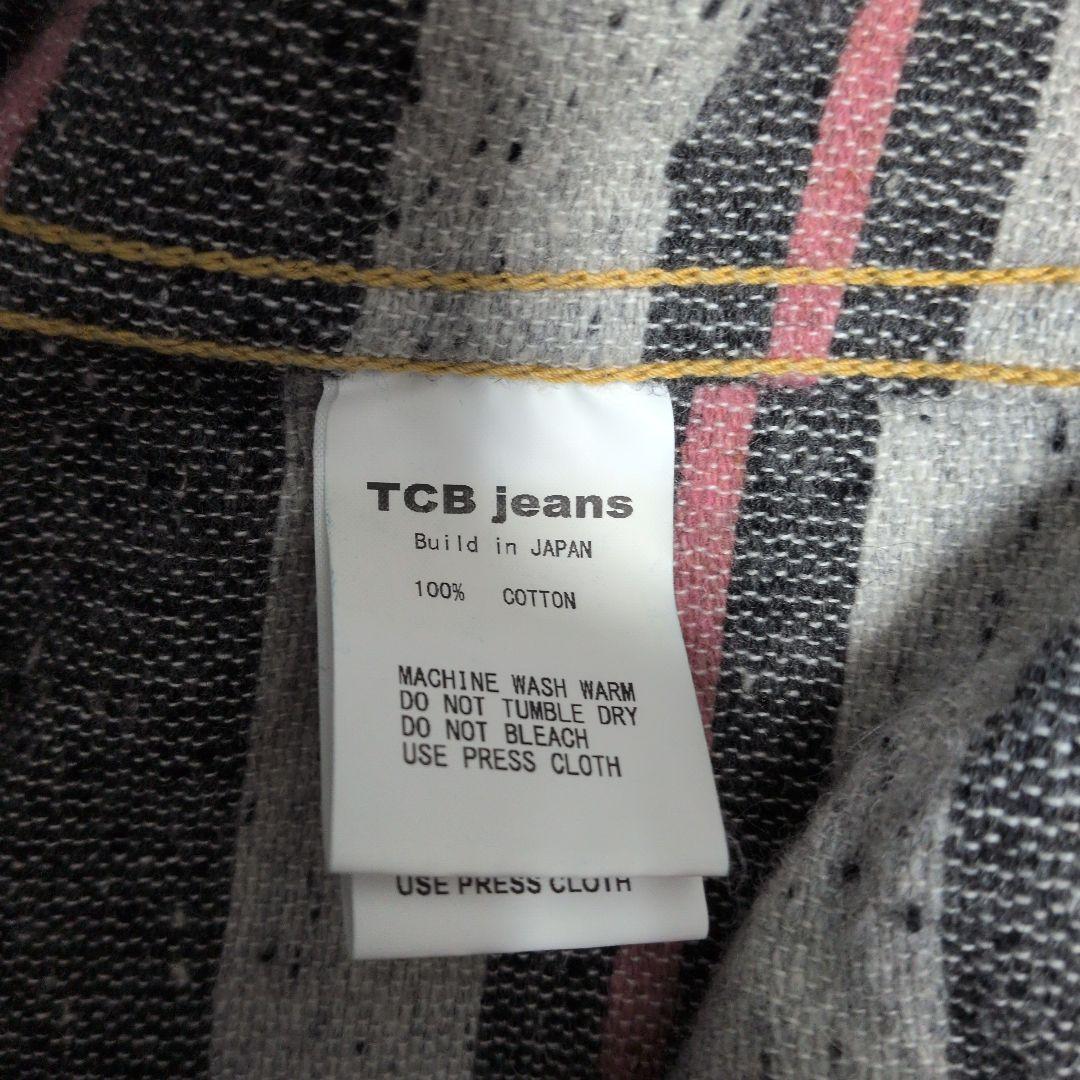 TCB jeans
Build in JAPAN
100% COTTON
MACHINE WASH WARM
DO NOT TUMBLE DRY
DO NOT BLEACH
USE PRESS CLOTH
USE PRESS CLOTH